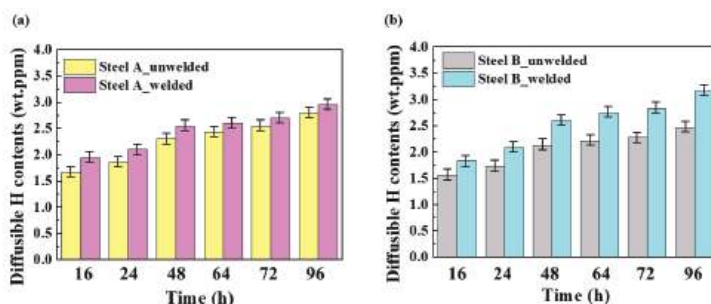 (a)
Diffusible H contents (wt.ppm)
4.0
3.5
3.0
2.5
2.0
1.5
1.0
0.5
0.0
Steel A_unwelded
Steel A_welded
16 24 48 64 72 96
Time (h)
(b)
Diffusible H contents (wt.ppm)
4.0
3.5
3.0
2.5
2.0
1.5
1.0
0.5
0.0
Steel B_unwelded
Steel B_welded
16 24 48 64 72 96
Time (h)